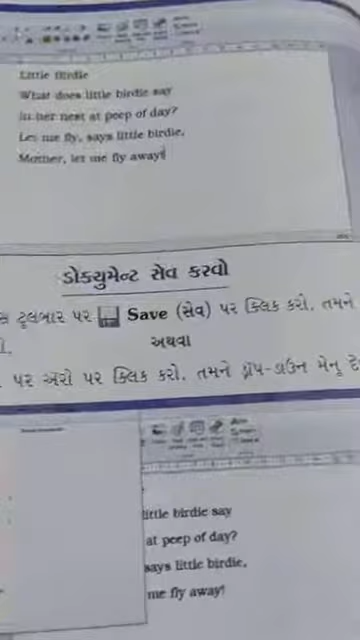 Little Birdie
What does little birdie say
In her nest at peep of day?
Let me fly, says little birdie,
Mother, let me fly away!
ડોક્યુમેન્ટ સેવ કરવો
ટૂલબાર પર Save (સેવ) પર ક્લિક કરો. તમને
અથવા
પર ઍરો પર ક્લિક કરો. તમને ડ્રૉપ-ડાઉન મેનૂ
little birdie say
at peep of day?
says little birdie,
me fly away!